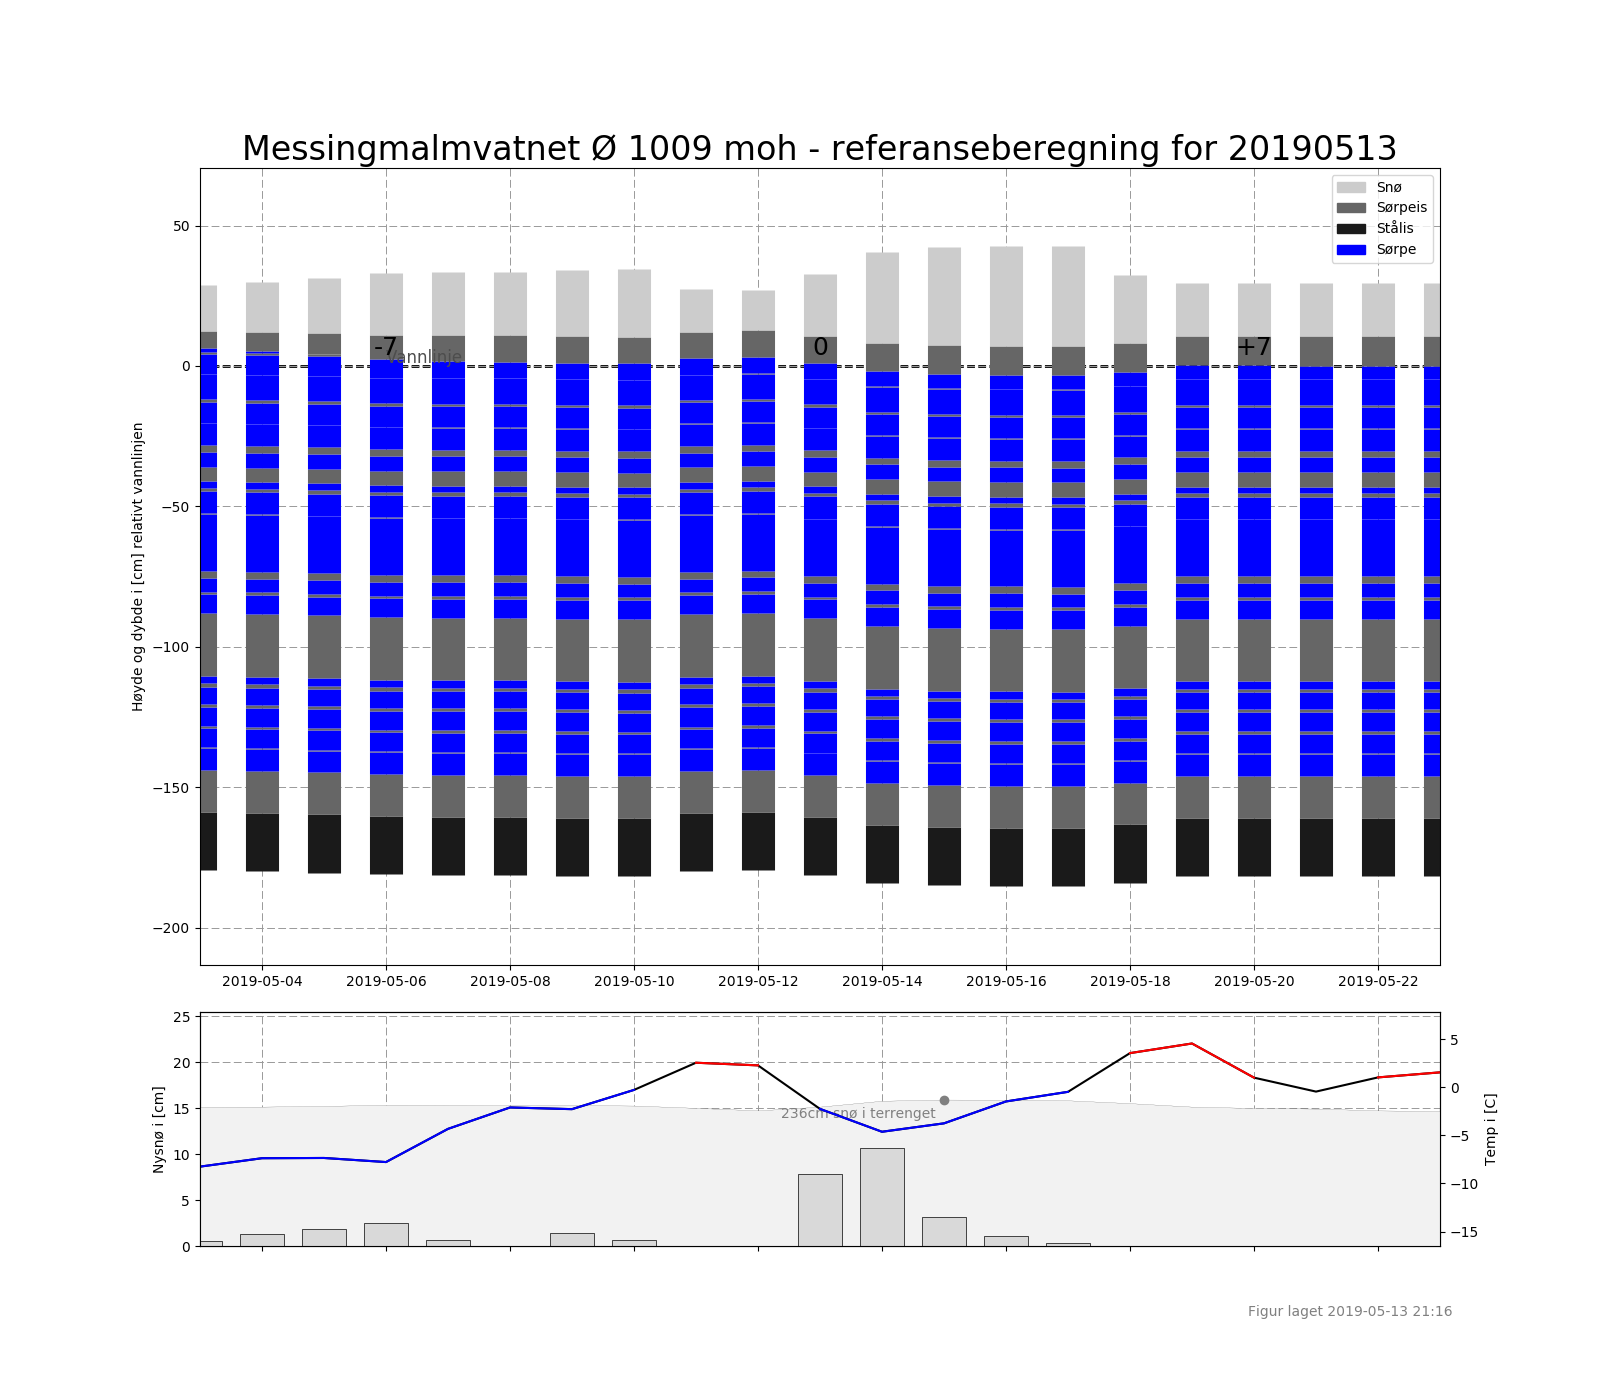 Messingmalmvatnet Ø 1009 moh - referanseberegning for 20190513
Snø
Sørpeis
Stålis
Sørpe
50
0
−50
−100
−150
−200
Høyde og dybde i [cm] relativt vannlinjen
-7
0
+7
Vannlinje
2019-05-04 2019-05-06 2019-05-08 2019-05-10 2019-05-12 2019-05-14 2019-05-16 2019-05-18 2019-05-20 2019-05-22
25
20
15
10
5
0
Nysnø i [cm]
236cm snø i terrenget
5
0
−5
−10
−15
Temp i [C]
Figur laget 2019-05-13 21:16